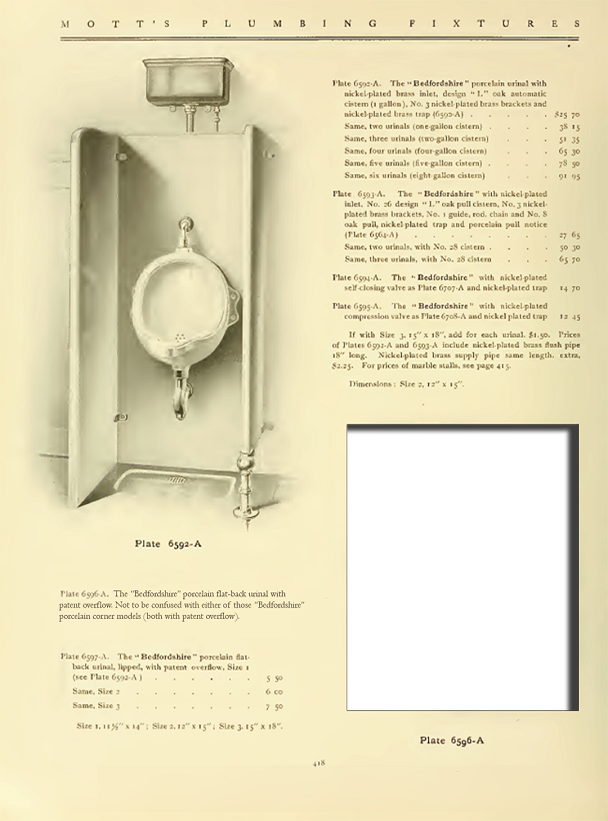 MOTT'S PLUMBING FIXTURES
Plate 6592-A. The "Bedfordshire" porcelain urinal with
nickel-plated brass inlet, design "L" oak automatic
cistern (1 gallon), No. 3 nickel-plated brass brackets and
nickel-plated brass trap (6592-A) . . . . . $25 70
Same, two urinals (one-gallon cistern) . . . . 38 15
Same, three urinals (two-gallon cistern) . . . . 51 35
Same, four urinals (four-gallon cistern) . . . . 65 30
Same, five urinals (five-gallon cistern) . . . . 78 50
Same, six urinals (eight-gallon cistern) . . . . 91 95
Plate 6593-A. The "Bedfordshire" with nickel-plated
inlet, No. 26 design "L" oak pull cistern, No. 3 nickel-
plated brass brackets, No. 1 guide, rod, chain and No. 8
oak pull, nickel-plated trap and porcelain pull notice
(Plate 6564-A) . . . . . . . 27 65
Same, two urinals, with No. 28 cistern . . . . 50 30
Same, three urinals, with No. 28 cistern . . . . 65 70
Plate 6594-A. The "Bedfordshire" with nickel-plated
self-closing valve as Plate 6707-A and nickel-plated trap 14 70
Plate 6595-A. The "Bedfordshire" with nickel-plated
compression valve as Plate 6708-A and nickel plated trap 12 45
If with Size 3, 15" x 18", add for each urinal, $1.50. Prices
of Plates 6592-A and 6593-A include nickel-plated brass flush pipe
18" long. Nickel-plated brass supply pipe same length, extra,
$2.25. For prices of marble stalls, see page 415.
Dimensions: Size 2, 12" x 15".
Plate 6592-A
Plate 6596-A. The "Bedfordshire" porcelain flat-back urinal with
patent overflow. Not to be confused with either of those "Bedfordshire"
porcelain corner models (both with patent overflow).
Plate 6597-A. The "Bedfordshire" porcelain flat-
back urinal, lipped, with patent overflow, Size 1
(see Plate 6592-A) . . . . . . 5 50
Same, Size 2 . . . . . . . 6 00
Same, Size 3 . . . . . . . 7 50
Size 1, 11½" x 14"; Size 2, 12" x 15"; Size 3, 15" x 18".
Plate 6596-A
418